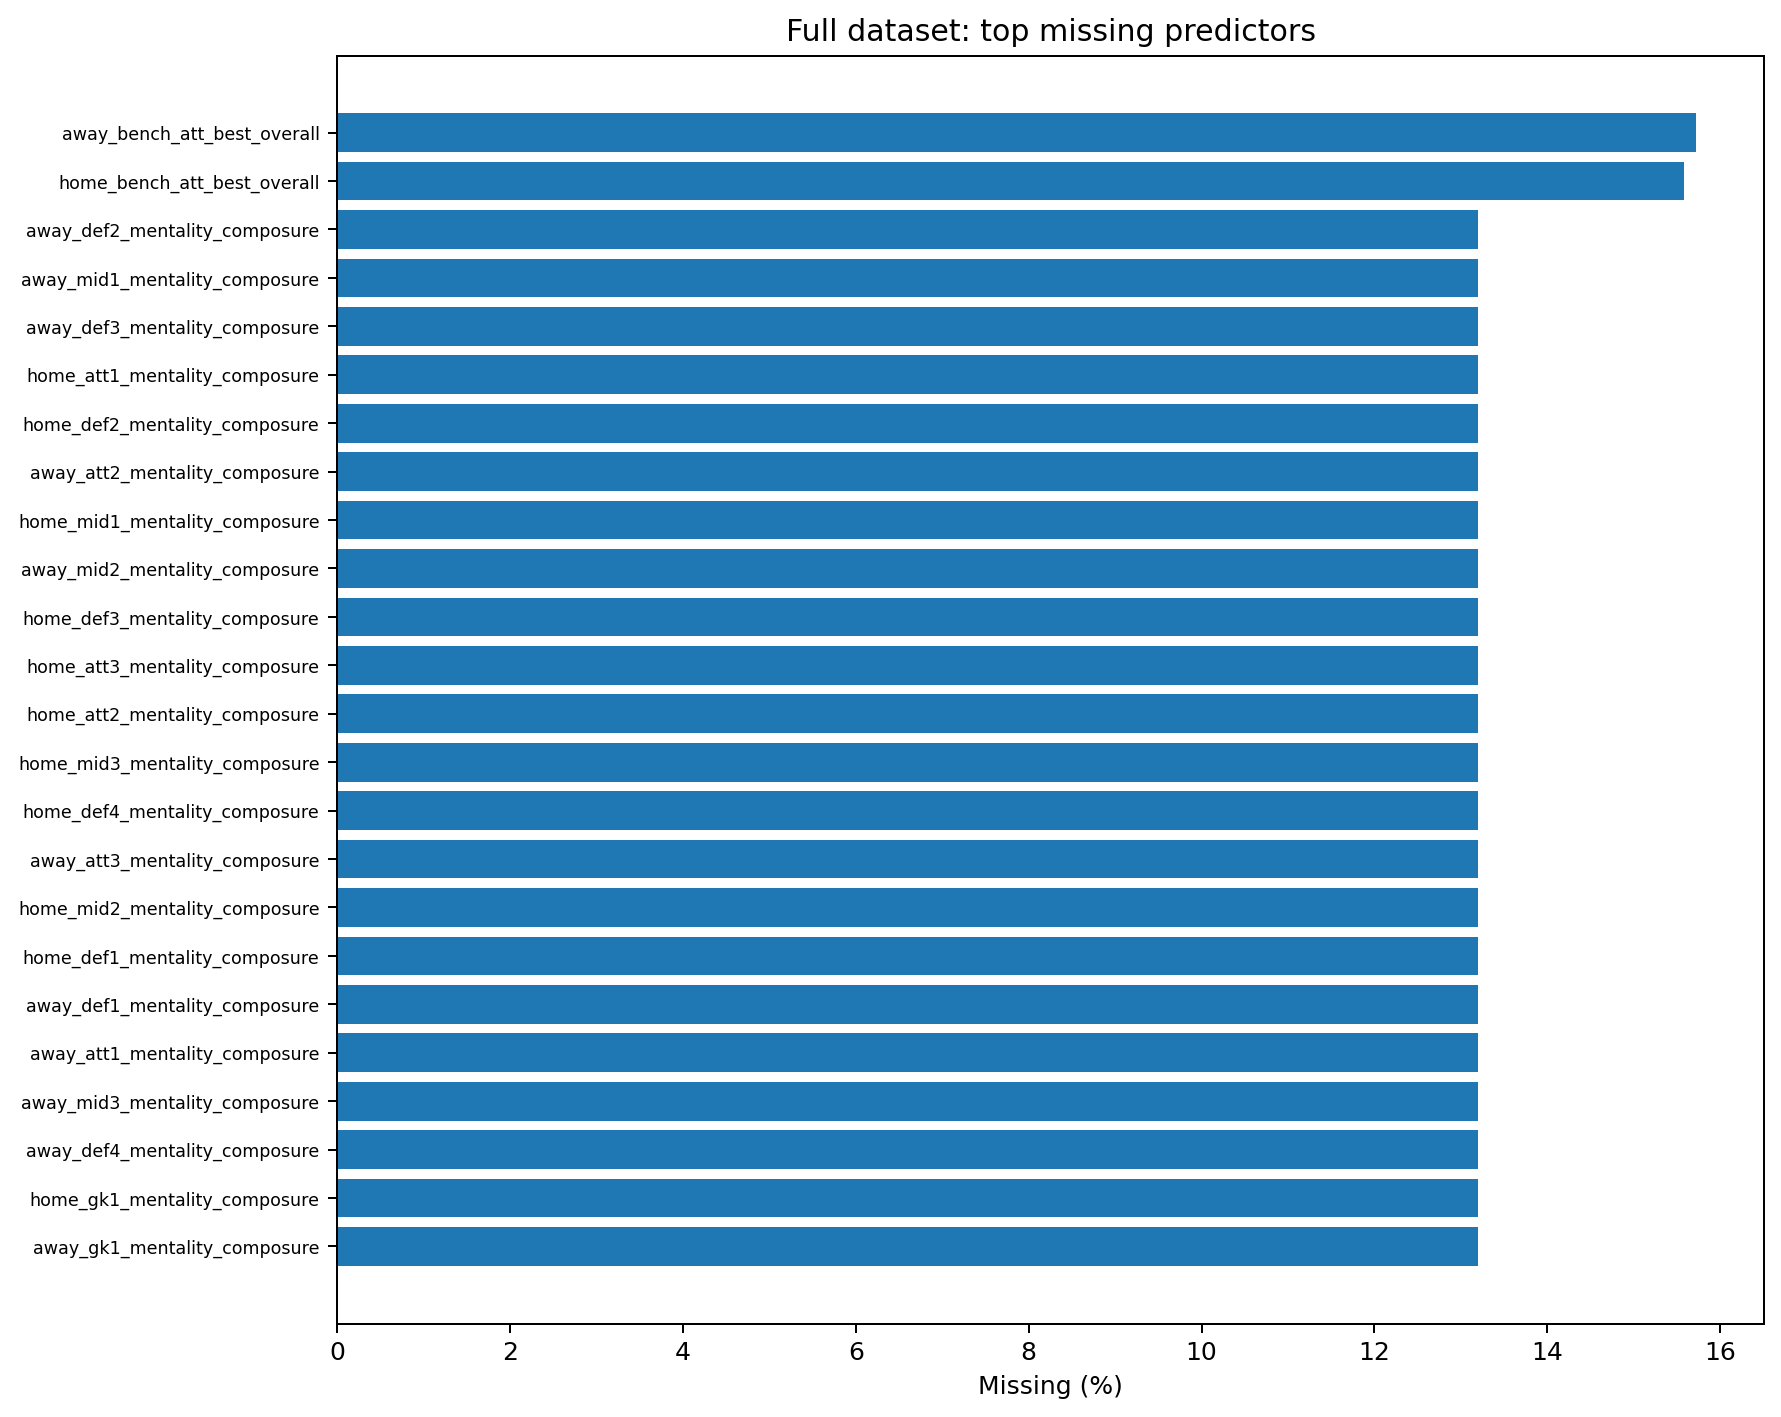 Full dataset: top missing predictors
away_bench_att_best_overall
home_bench_att_best_overall
away_def2_mentality_composure
away_mid1_mentality_composure
away_def3_mentality_composure
home_att1_mentality_composure
home_def2_mentality_composure
away_att2_mentality_composure
home_mid1_mentality_composure
away_mid2_mentality_composure
home_def3_mentality_composure
home_att3_mentality_composure
home_att2_mentality_composure
home_mid3_mentality_composure
home_def4_mentality_composure
away_att3_mentality_composure
home_mid2_mentality_composure
home_def1_mentality_composure
away_def1_mentality_composure
away_att1_mentality_composure
away_mid3_mentality_composure
away_def4_mentality_composure
home_gk1_mentality_composure
away_gk1_mentality_composure
0 2 4 6 8 10 12 14 16
Missing (%)